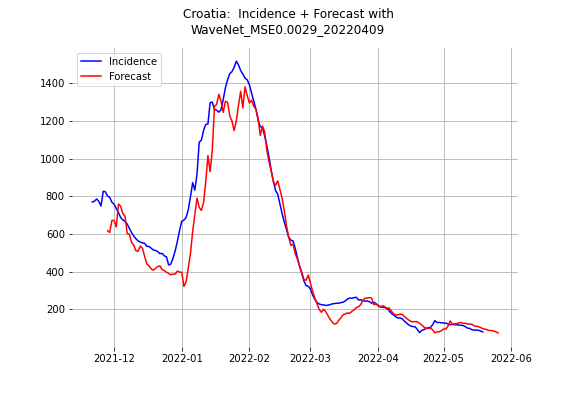 Croatia:  Incidence + Forecast with
WaveNet_MSE0.0029_20220409
Incidence
Forecast
1400
1200
1000
800
600
400
200
2021-12 2022-01 2022-02 2022-03 2022-04 2022-05 2022-06